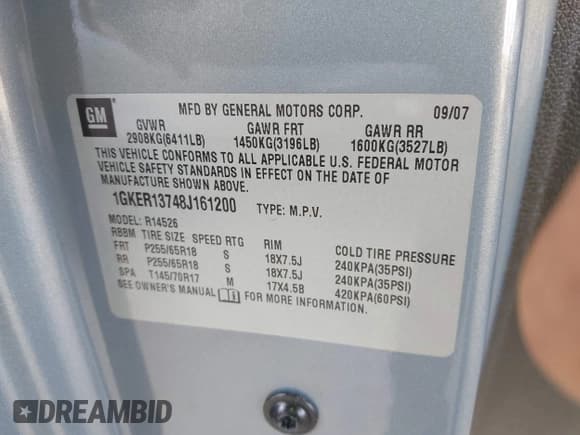 GM
MFD BY GENERAL MOTORS CORP. 09/07
GVWR GAWR FRT GAWR RR
2908KG(6411LB) 1450KG(3196LB) 1600KG(3527LB)
THIS VEHICLE CONFORMS TO ALL APPLICABLE U.S. FEDERAL MOTOR
VEHICLE SAFETY STANDARDS IN EFFECT ON THE DATE OF
MANUFACTURE SHOWN ABOVE.
1GKER13748J161200 TYPE: M.P.V.
MODEL: R14526
RBBM TIRE SIZE SPEED RTG RIM COLD TIRE PRESSURE
FRT P255/65R18 S 18X7.5J 240KPA(35PSI)
RR P255/65R18 S 18X7.5J 240KPA(35PSI)
SPA T145/70R17 M 17X4.5B 420KPA(60PSI)
SEE OWNER'S MANUAL FOR MORE INFORMATION.
DREAMBID